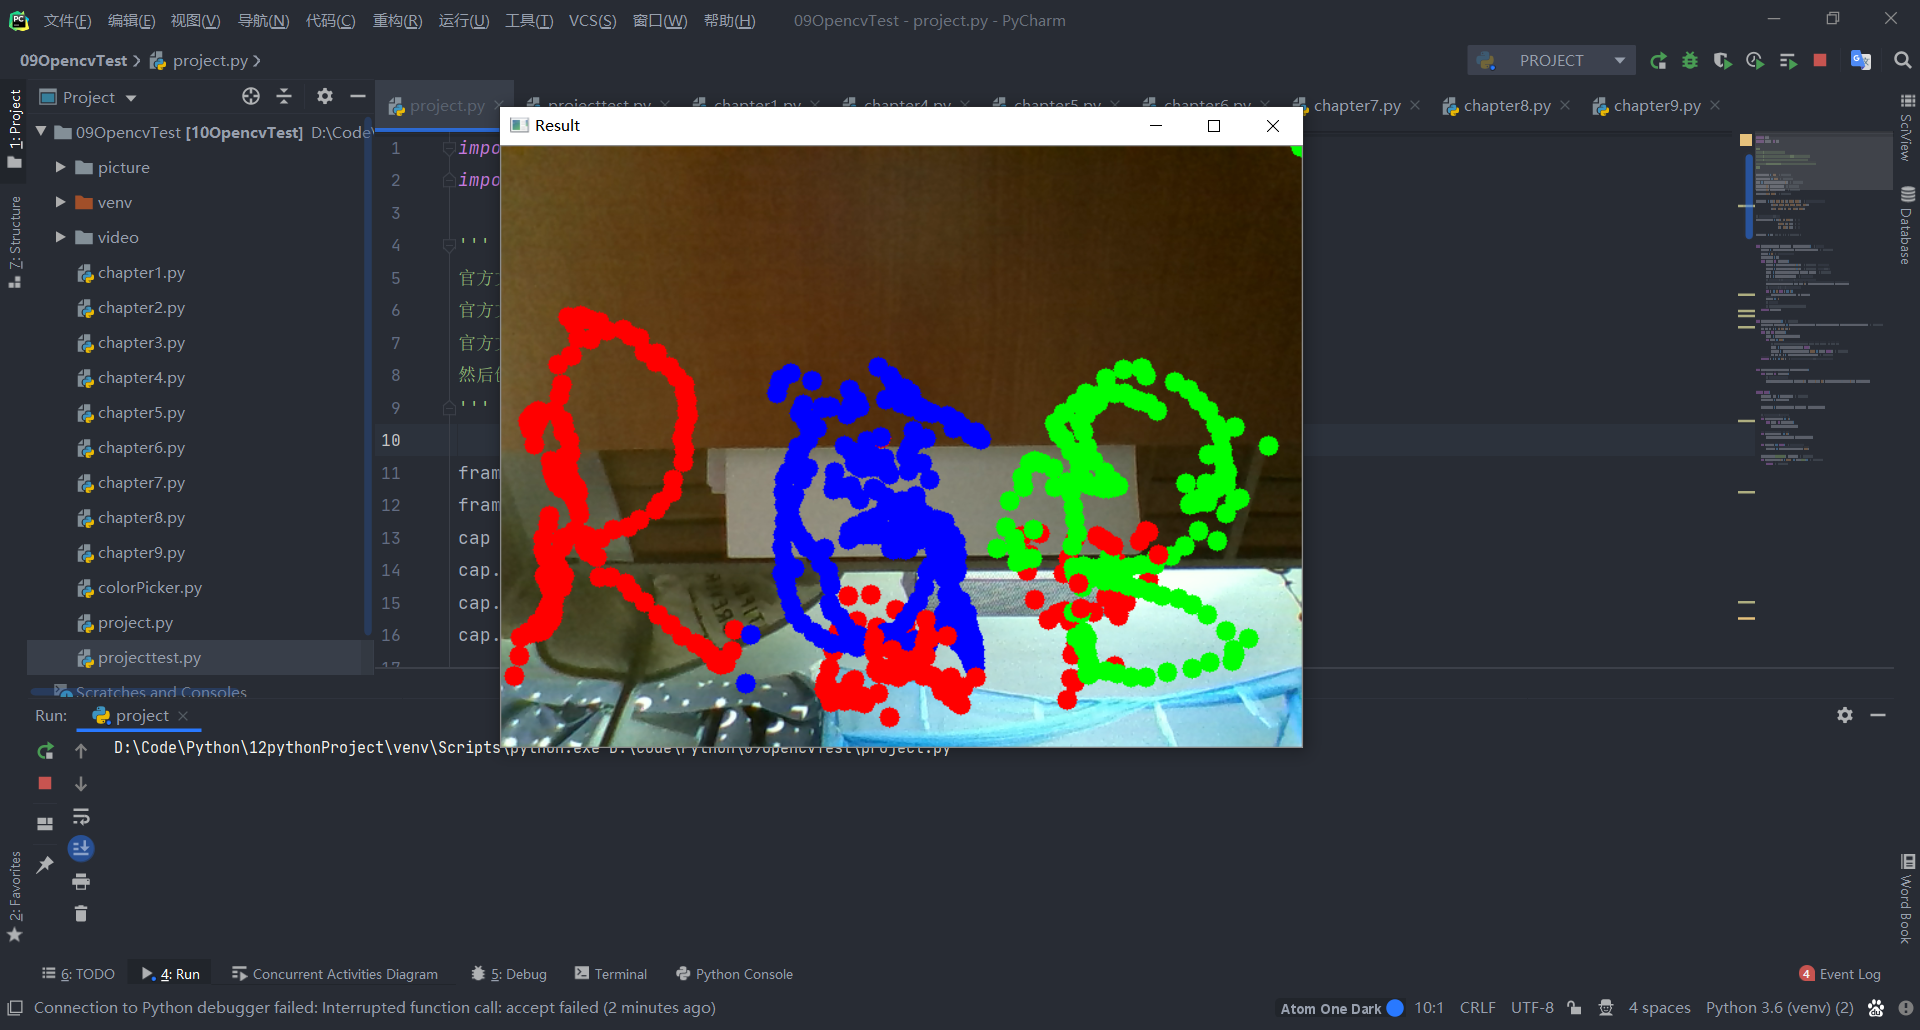 文件(F) 编辑(E) 视图(V) 导航(N) 代码(C) 重构(R) 运行(U) 工具(T) VCS(S) 窗口(W) 帮助(H) 09OpencvTest - project.py - PyCharm
09OpencvTest project.py PROJECT
Project
project.py projecttest.py chapter1.py chapter4.py chapter5.py chapter6.py chapter7.py chapter8.py chapter9.py
Result
1: Project
7: Structure
2: Favorites
SciView
Database
Word Book
09OpencvTest [10OpencvTest] D:\Code\
picture
venv
video
chapter1.py
chapter2.py
chapter3.py
chapter4.py
chapter5.py
chapter6.py
chapter7.py
chapter8.py
chapter9.py
colorPicker.py
project.py
projecttest.py
Scratches and Consoles
1 impo
2 impo
3
4 '''
5 官方文
6 官方文
7 官方文
8 然后使
9 '''
10
11 fram
12 fram
13 cap
14 cap.
15 cap.
16 cap.
17
Run: project
D:\Code\Python\12pythonProject\venv\Scripts\python.exe D:\Code\Python\09OpencvTest\project.py
6: TODO 4: Run Concurrent Activities Diagram 5: Debug Terminal Python Console 4 Event Log
Connection to Python debugger failed: Interrupted function call: accept failed (2 minutes ago) Atom One Dark 10:1 CRLF UTF-8 4 spaces Python 3.6 (venv) (2)